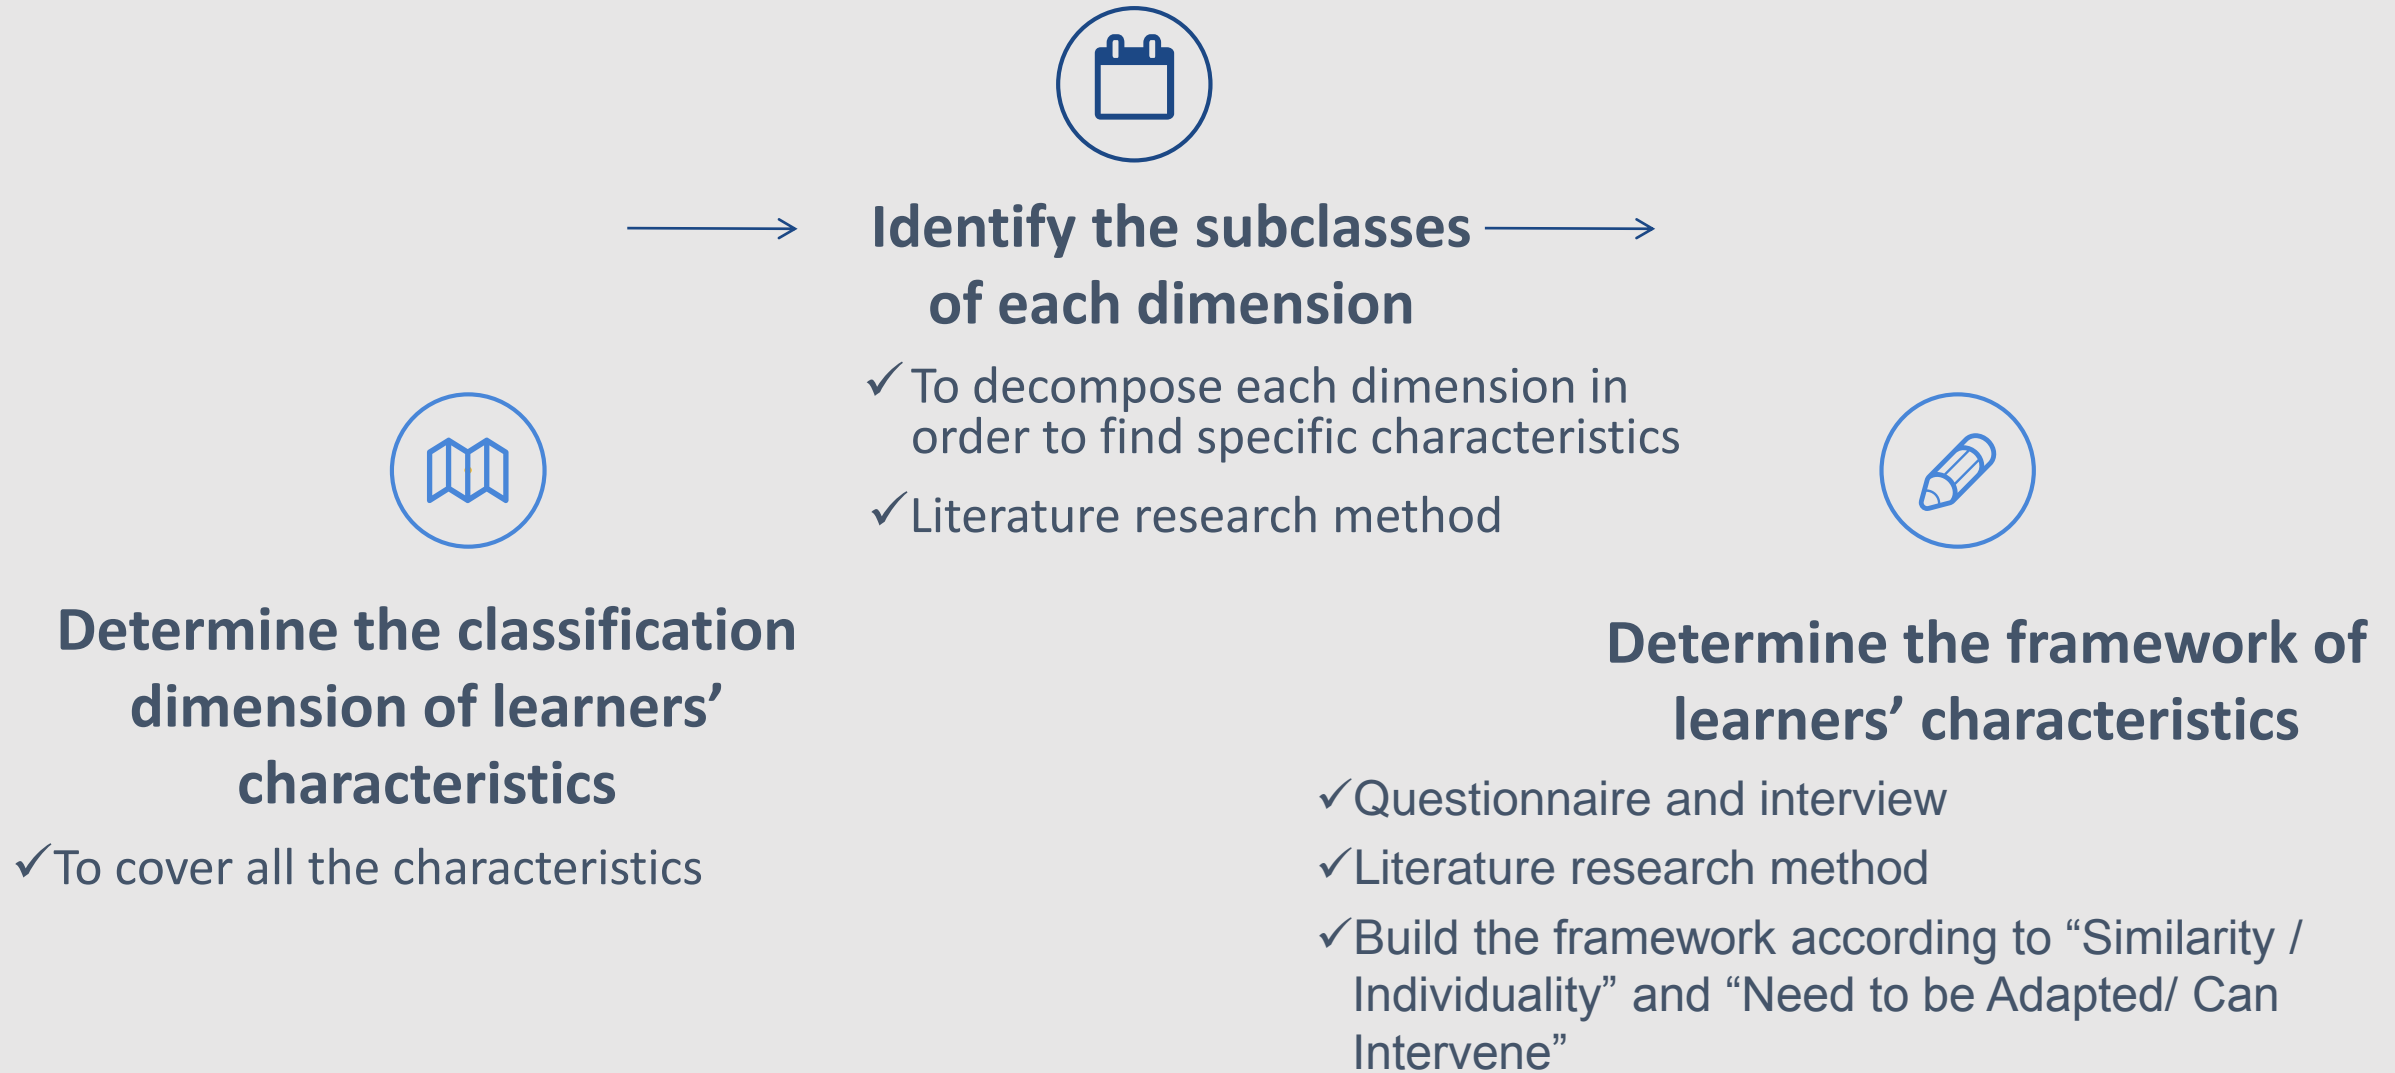 Determine the classification
dimension of learners’
characteristics
✓To cover all the characteristics
Identify the subclasses
of each dimension
✓To decompose each dimension in
order to find specific characteristics
✓Literature research method
Determine the framework of
learners’ characteristics
✓Questionnaire and interview
✓Literature research method
✓Build the framework according to “Similarity /
Individuality” and “Need to be Adapted/ Can
Intervene”